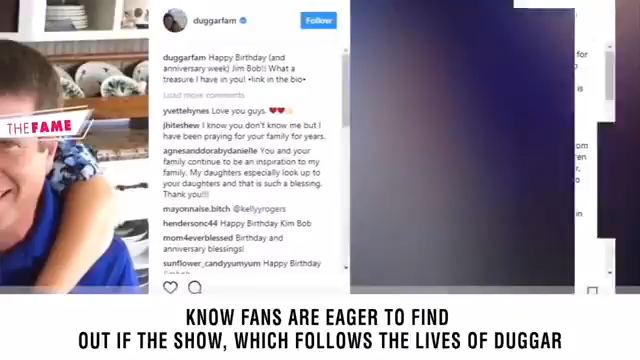 duggarfam
Follow
duggarfam Happy Birthday (and
anniversary week) Jim Bob!! What a
treasure I have in you! •link in the bio•
Load more comments
yvettehynes Love you guys. ❤❤👏🏻
jhiteshew I know you don't know me but I
have been praying for your family for years.
agnesanddorabydanielle You and your
family continue to be an inspiration to my
family. My daughters especially look up to
your daughters and that is such a blessing.
Thank you!!!
mayonnaise.bitch @kellyrogers
hendersonc44 Happy Birthday Kim Bob
mom4everblessed Birthday and
anniversary blessings!
sunflower_candyyumyum Happy Birthday
THE FAME
for
is
in
KNOW FANS ARE EAGER TO FIND
OUT IF THE SHOW, WHICH FOLLOWS THE LIVES OF DUGGAR